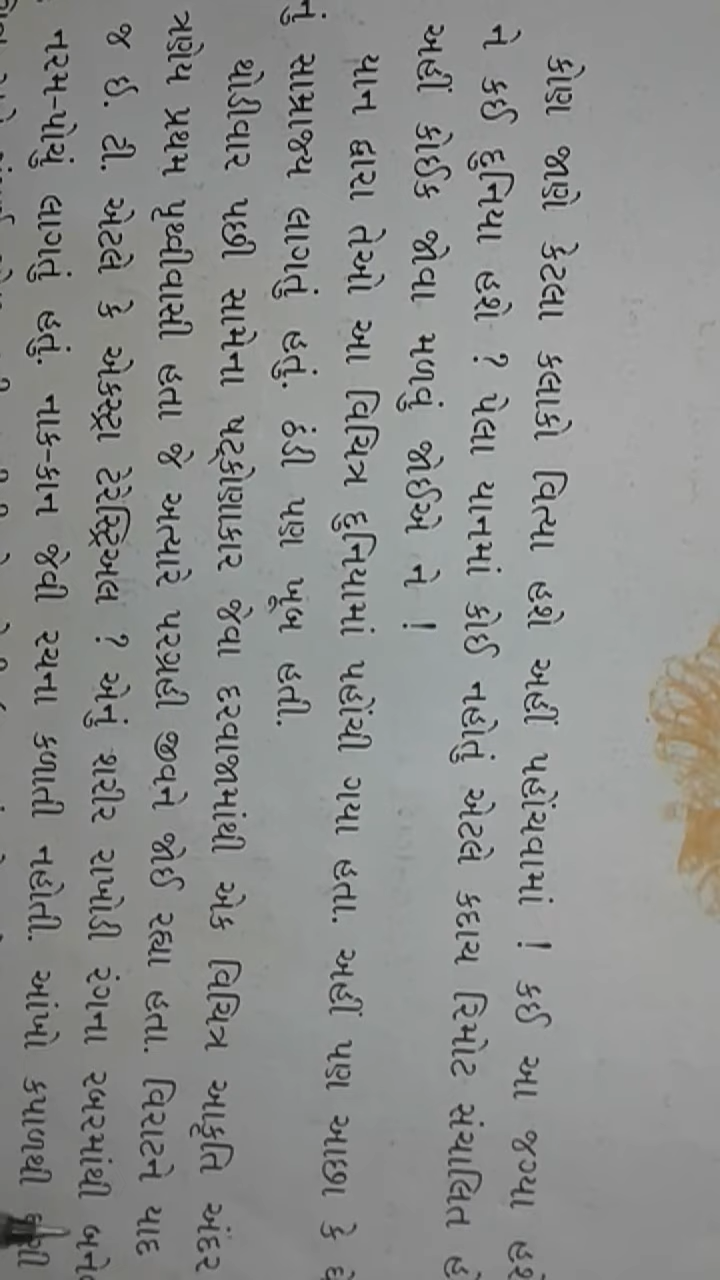 કોણ જાણે કેટલા કલાકો વિત્યા હશે અહીં પહોંચવામાં ! કઈ આ જગ્યા હશે
ને કઈ દુનિયા હશે ? પેલા યાનમાં કોઈ નહોતું એટલે કદાચ રિમોટ સંચાલિત હ
અહીં કોઈક જોવા મળવું જોઈએ ને !
યાન દ્વારા તેઓ આ વિચિત્ર દુનિયામાં પહોંચી ગયા હતા. અહીં પણ આછા કે
નું સામ્રાજ્ય લાગતું હતું. ઠંડી પણ ખૂબ હતી.
થોડીવાર પછી સામેના ષટ્કોણાકાર જેવા દરવાજામાંથી એક વિચિત્ર આકૃતિ અંદર
ત્રણેય પ્રથમ પૃથ્વીવાસી હતા જે અત્યારે પરગ્રહી જીવને જોઈ રહ્યા હતા. વિરાટને યાદ
જ ઈ. ટી. એટલે કે એક્સ્ટ્રા ટેરેસ્ટ્રિઅલ ? એનું શરીર રાખોડી રંગના રબરમાંથી બને
નરમ-પોચું લાગતું હતું. નાક-કાન જેવી રચના કળાતી નહોતી. આંખો કપાળથી